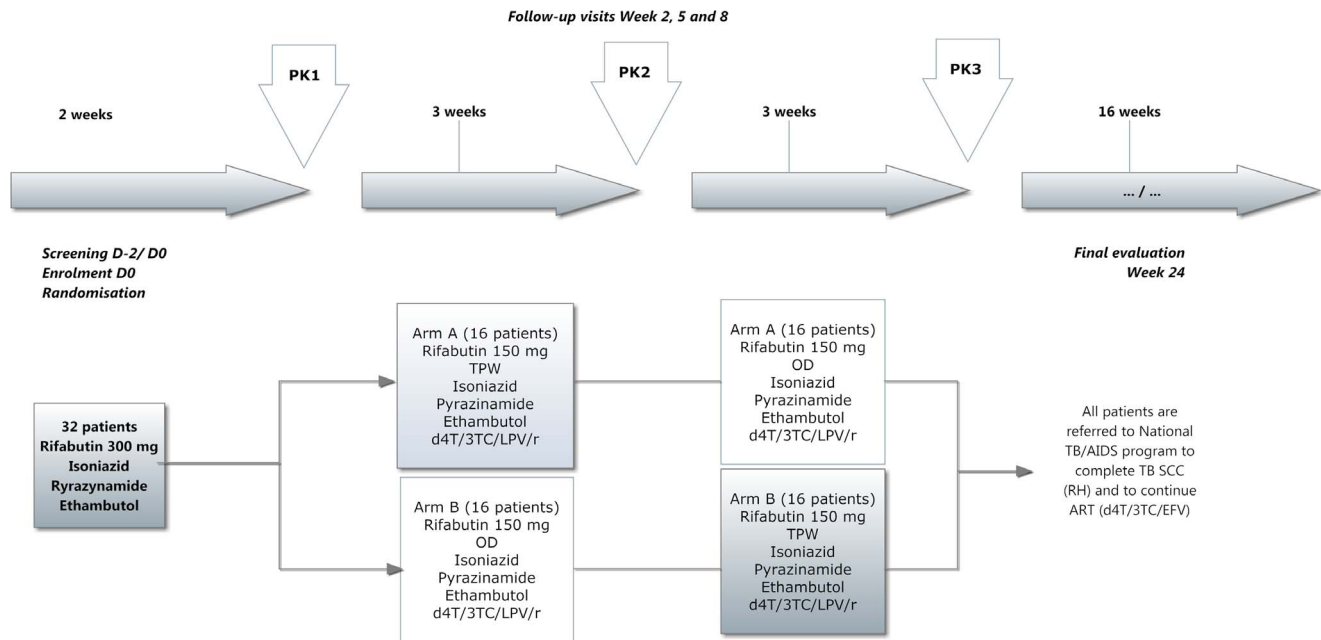 Follow-up visits Week 2, 5 and 8
PK1
PK2
PK3
2 weeks
3 weeks
3 weeks
16 weeks
... / ...
Screening D-2/ D0
Enrolment D0
Randomisation
Final evaluation
Week 24
32 patients
Rifabutin 300 mg
Isoniazid
Ryrazynamide
Ethambutol
Arm A (16 patients)
Rifabutin 150 mg
TPW
Isoniazid
Pyrazinamide
Ethambutol
d4T/3TC/LPV/r
Arm B (16 patients)
Rifabutin 150 mg
OD
Isoniazid
Pyrazinamide
Ethambutol
d4T/3TC/LPV/r
Arm A (16 patients)
Rifabutin 150 mg
OD
Isoniazid
Pyrazinamide
Ethambutol
d4T/3TC/LPV/r
Arm B (16 patients)
Rifabutin 150 mg
TPW
Isoniazid
Pyrazinamide
Ethambutol
d4T/3TC/LPV/r
All patients are
referred to National
TB/AIDS program to
complete TB SCC
(RH) and to continue
ART (d4T/3TC/EFV)